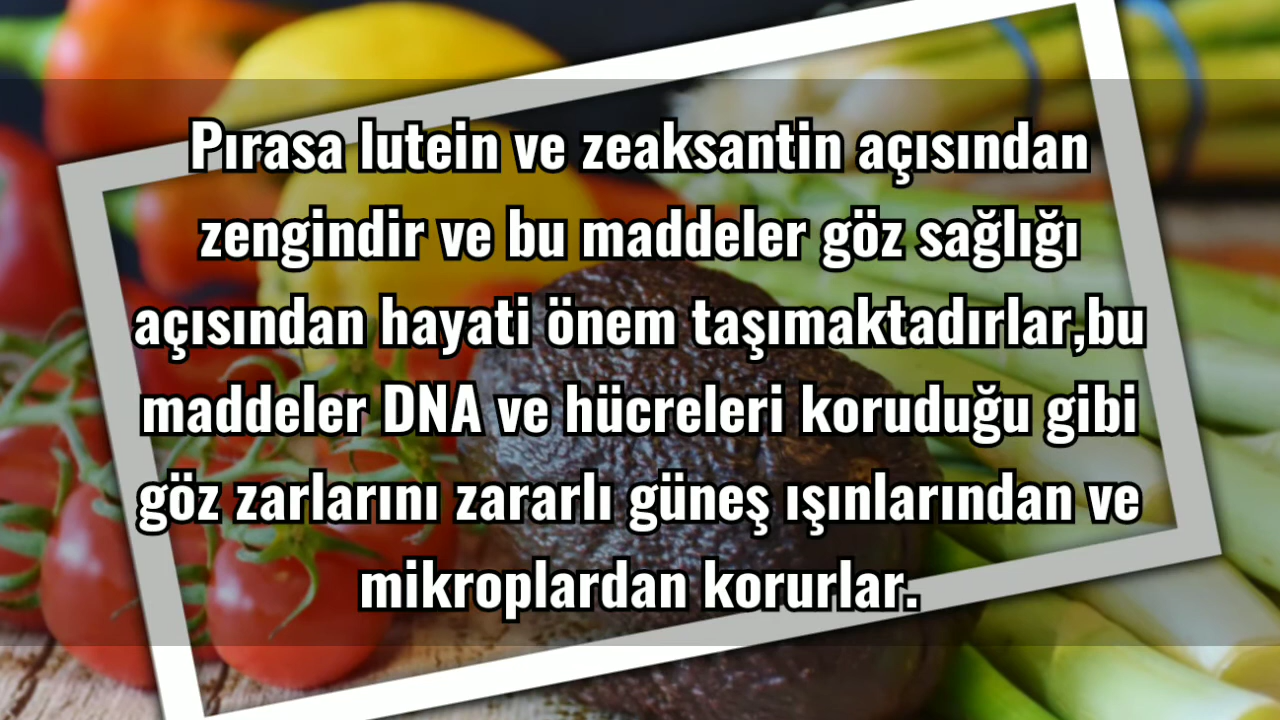 Pırasa lutein ve zeaksantin açısından
zengindir ve bu maddeler göz sağlığı
açısından hayati önem taşımaktadırlar,bu
maddeler DNA ve hücreleri koruduğu gibi
göz zarlarını zararlı güneş ışınlarından ve
mikroplardan korurlar.